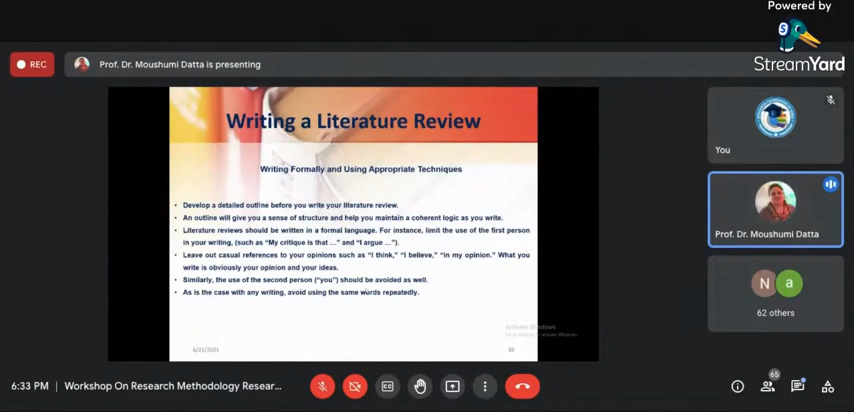 Powered by
StreamYard
REC
Prof. Dr. Moushumi Datta is presenting
Writing a Literature Review
Writing Formally and Using Appropriate Techniques
• Develop a detailed outline before you write your literature review.
• An outline will give you a sense of structure and help you maintain a coherent logic as you write.
• Literature reviews should be written in a formal language. For instance, limit the use of the first person
in your writing, (such as "My critique is that ..." and "I argue ...").
• Leave out casual references to your opinions such as "I think," "I believe," "in my opinion." What you
write is obviously your opinion and your ideas.
• Similarly, the use of the second person ("you") should be avoided as well.
• As is the case with any writing, avoid using the same words repeatedly.
Activate Windows
6/21/2021
You
Prof. Dr. Moushumi Datta
N a
62 others
6:33 PM | Workshop On Research Methodology Resear...
CC
65